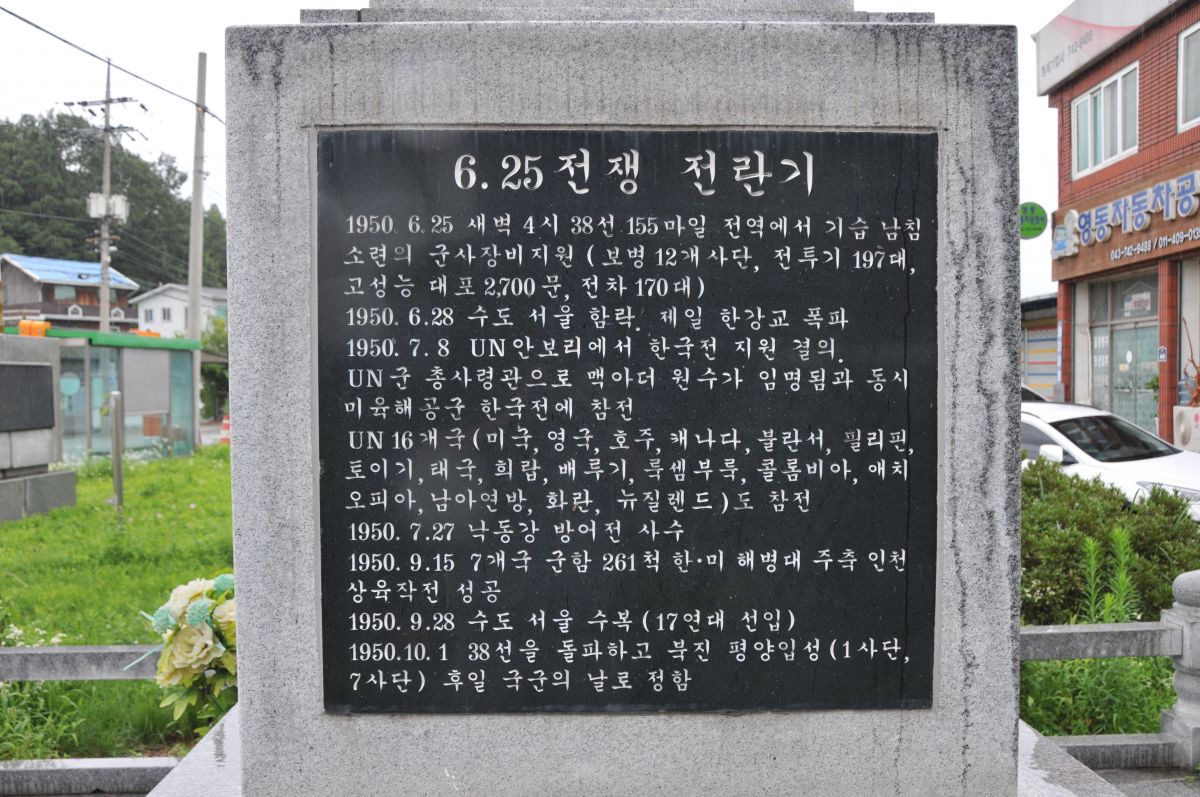 6.25전쟁 전란기
1950. 6.25 새벽 4시 38선 155마일 전역에서 기습 남침
소련의 군사장비지원 (보병12개사단, 전투기 197대,
고성능 대포 2,700문, 전차 170대)
1950. 6.28 수도 서울 함락. 제일 한강교 폭파
1950. 7. 8 UN안보리에서 한국전 지원 결의.
UN군 총사령관으로 맥아더 원수가 임명됨과 동시
미육해공군 한국전에 참전
UN16개국(미국, 영국, 호주, 캐나다, 불란서, 필리핀,
토이기, 태국, 희랍, 배루기, 룩셈부룩, 콜롬비아, 애치
오피아, 남아연방, 화란, 뉴질렌드)도 참전
1950. 7.27 낙동강 방어전 사수
1950. 9.15 7개국 군함 261척 한·미 해병대 주축 인천
상육작전 성공
1950. 9.28 수도 서울 수복(17연대 선입)
1950.10. 1 38선을 돌파하고 북진 평양입성(1사단,
7사단) 후일 국군의 날로 정함
742-9488
영동자동차공
043-742-9488 / 011-409-013